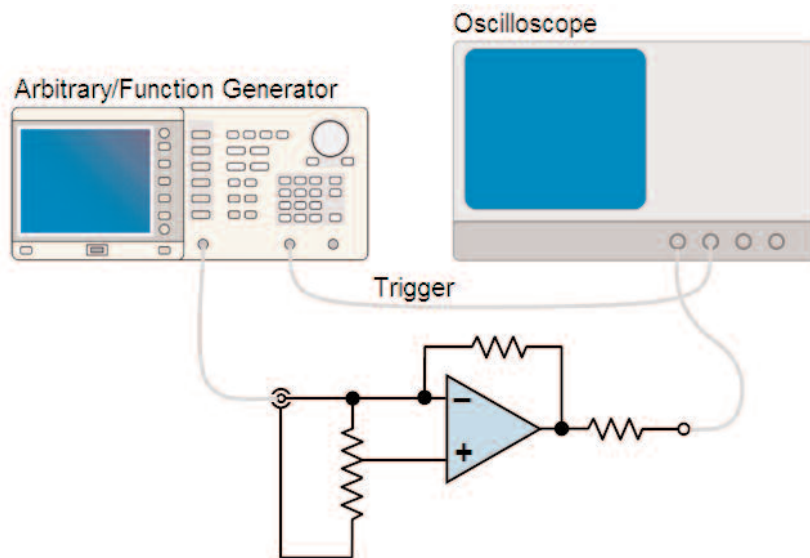 Oscilloscope
Arbitrary/Function Generator
Trigger
−
+